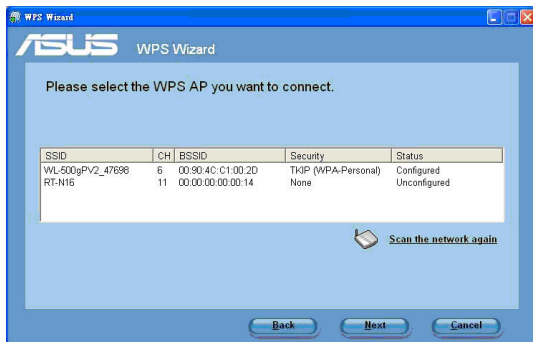 WPS Wizard
ASUS WPS Wizard
Please select the WPS AP you want to connect.
SSID CH BSSID Security Status
WL-500gPV2_47698 6 00:90:4C:C1:00:2D TKIP (WPA-Personal) Configured
RT-N16 11 00:00:00:00:00:14 None Unconfigured
Scan the network again
Back Next Cancel